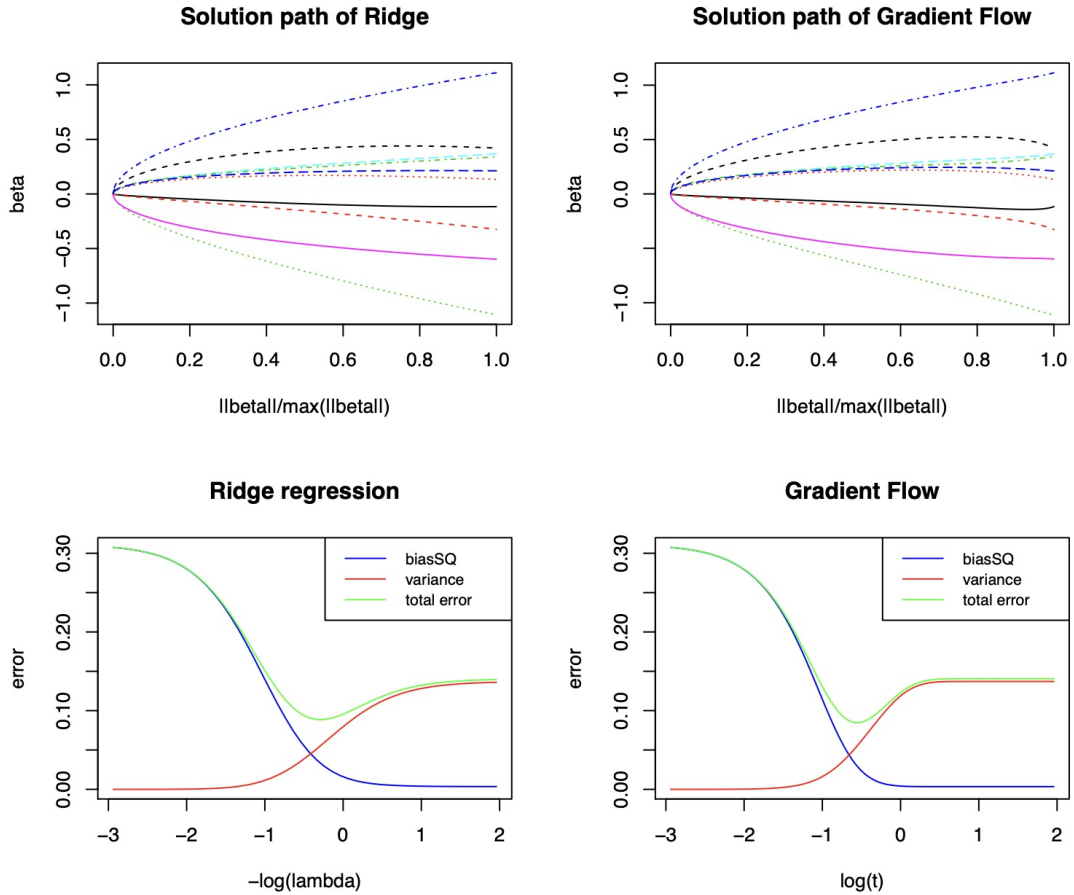 Solution path of Ridge
beta
1.0
0.5
0.0
−0.5
−1.0
0.0 0.2 0.4 0.6 0.8 1.0
||beta||/max(||beta||)
Solution path of Gradient Flow
beta
1.0
0.5
0.0
−0.5
−1.0
0.0 0.2 0.4 0.6 0.8 1.0
||beta||/max(||beta||)
Ridge regression
error
0.30
0.20
0.10
0.00
biasSQ
variance
total error
−3 −2 −1 0 1 2
−log(lambda)
Gradient Flow
error
0.30
0.20
0.10
0.00
biasSQ
variance
total error
−3 −2 −1 0 1 2
log(t)